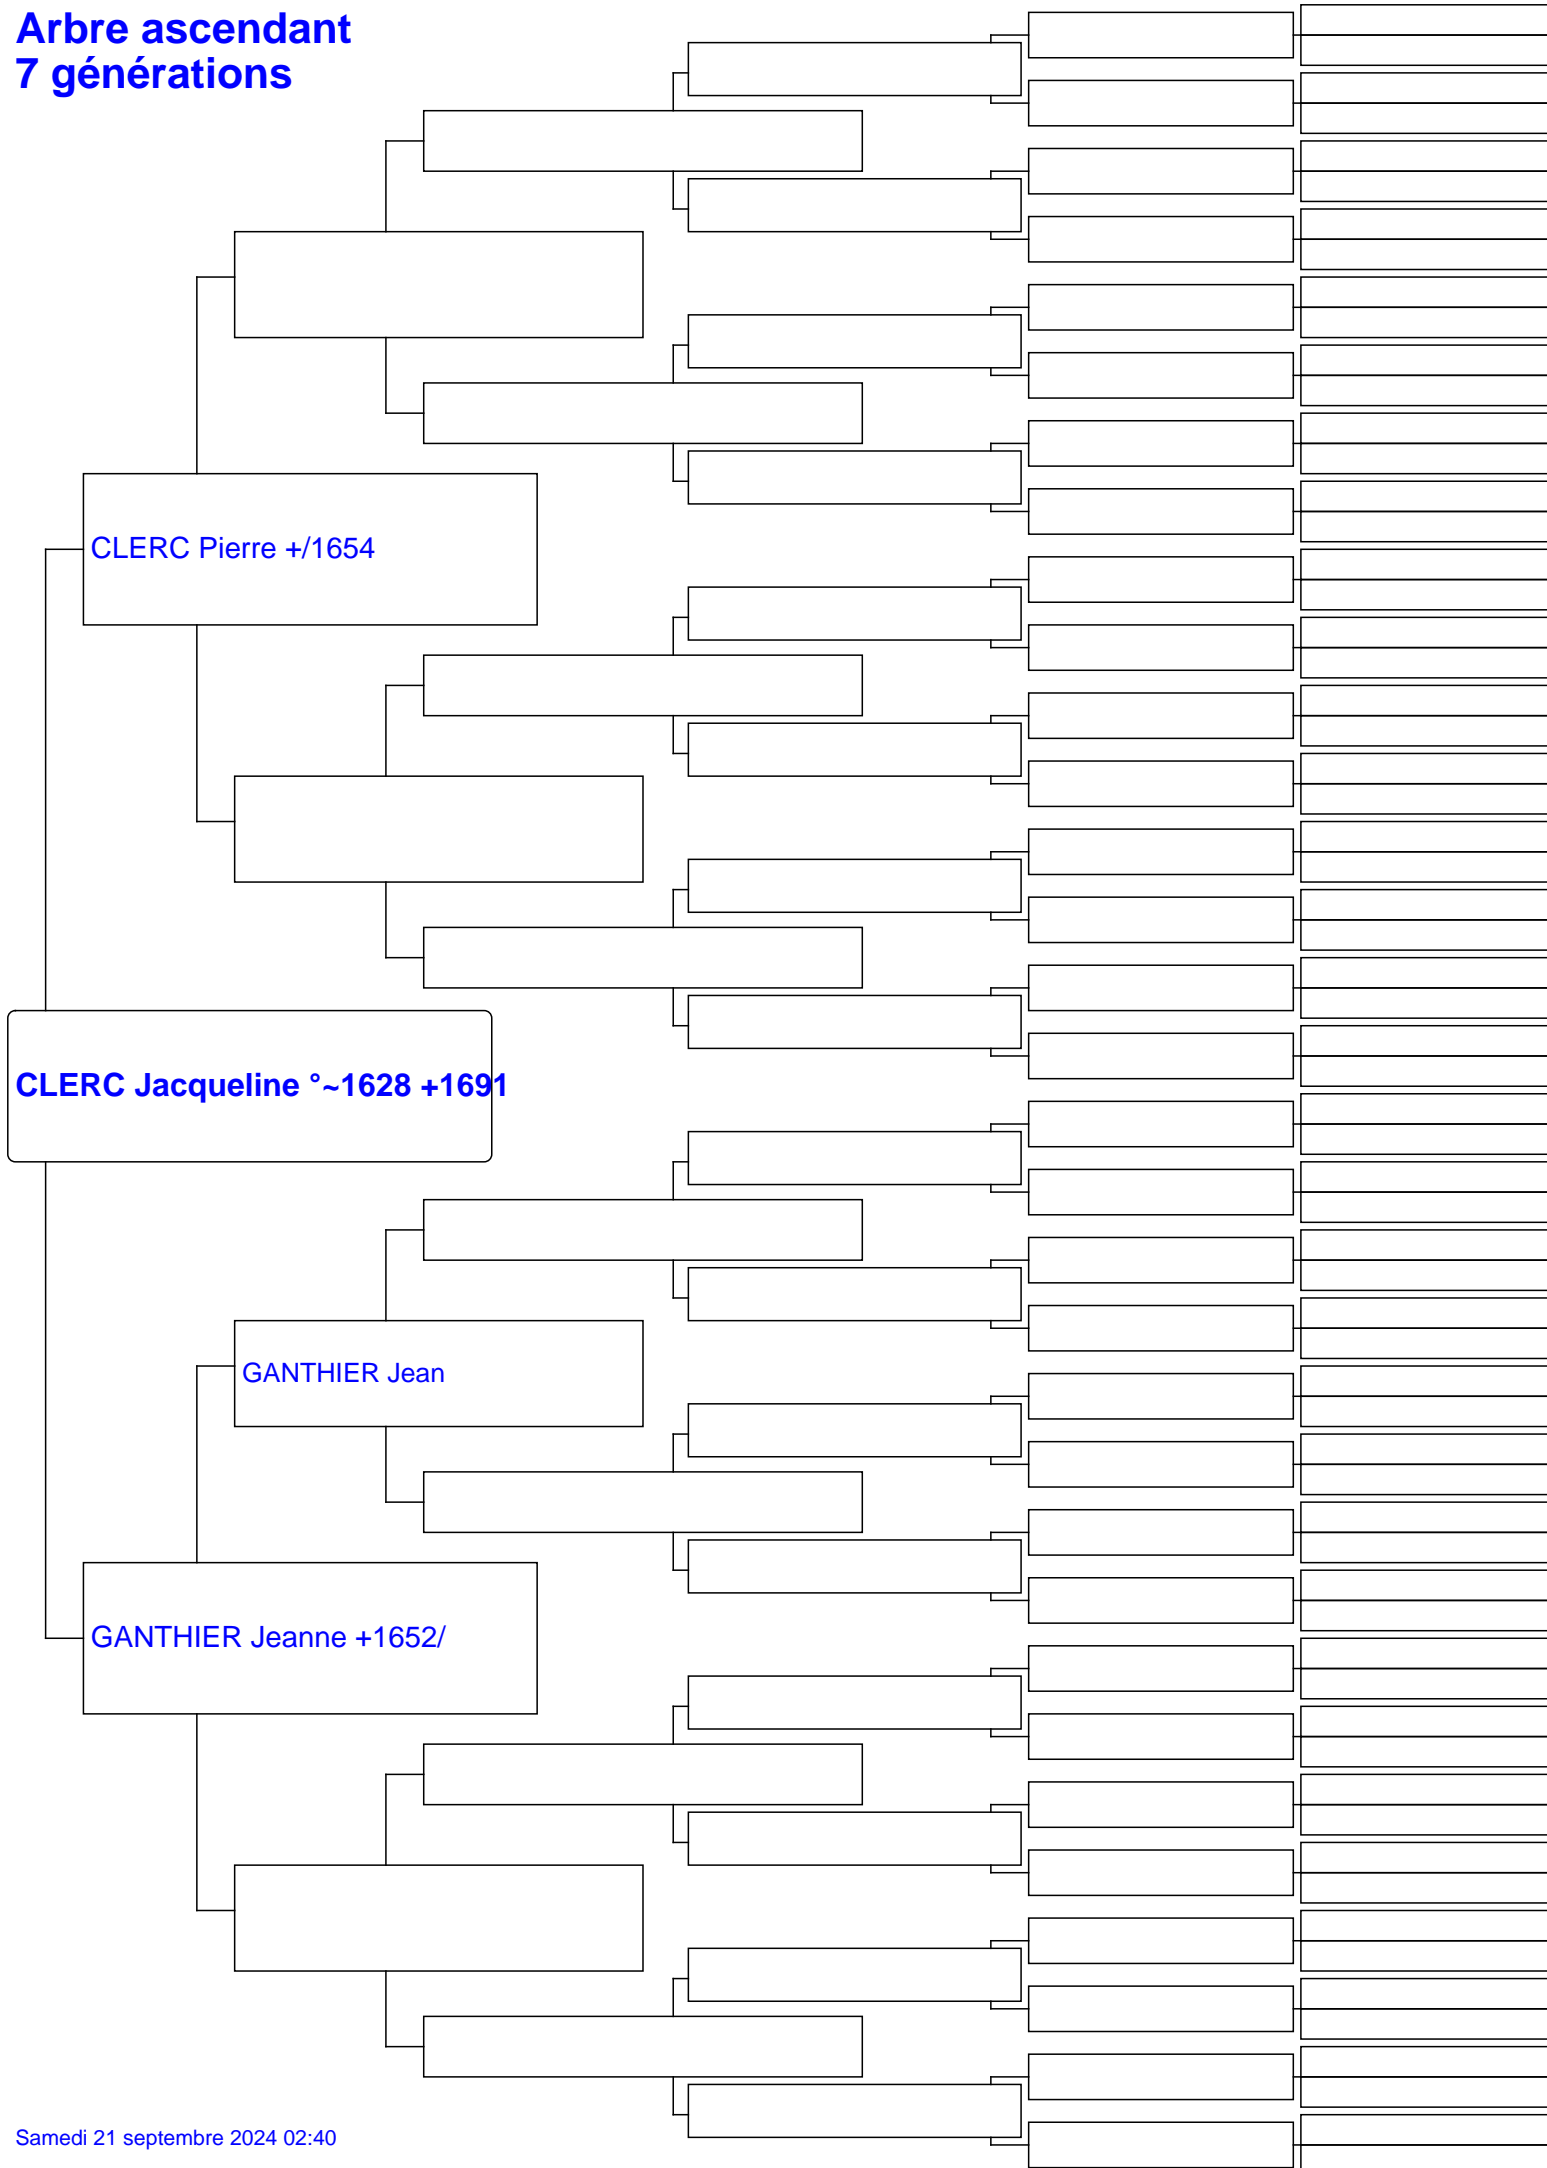 Arbre ascendant
7 générations
CLERC Pierre +/1654
CLERC Jacqueline °~1628 +1691
GANTHIER Jean
GANTHIER Jeanne +1652/
Samedi 21 septembre 2024 02:40